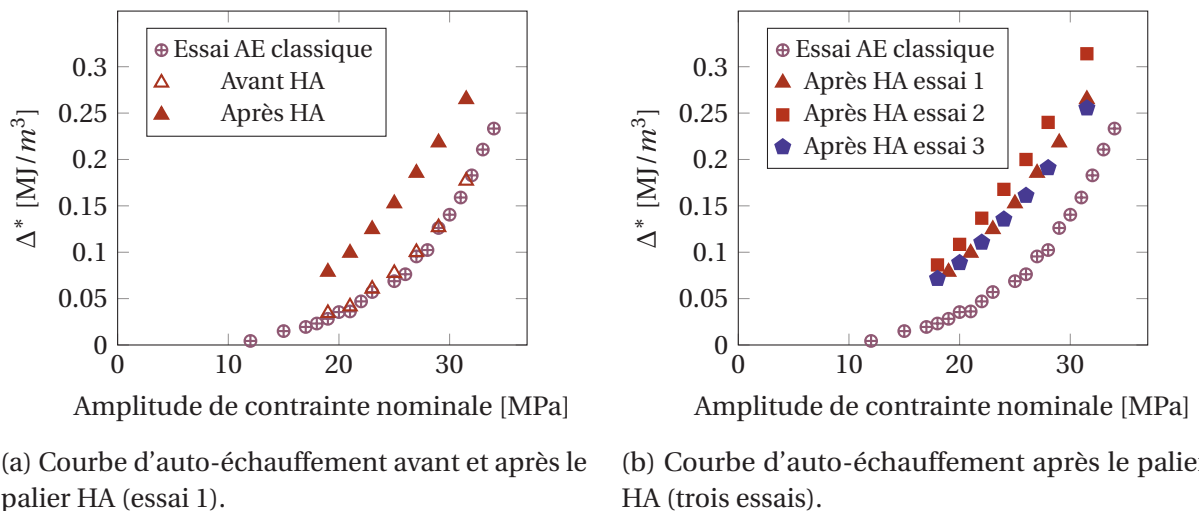 Essai AE classique
Avant HA
Après HA
0.3
0.25
0.2
0.15
0.1
0.05
0
0 10 20 30
Δ* [MJ/m³]
Amplitude de contrainte nominale [MPa]
(a) Courbe d'auto-échauffement avant et après le
palier HA (essai 1).
Essai AE classique
Après HA essai 1
Après HA essai 2
Après HA essai 3
0.3
0.25
0.2
0.15
0.1
0.05
0
0 10 20 30
Δ* [MJ/m³]
Amplitude de contrainte nominale [MPa]
(b) Courbe d'auto-échauffement après le palier
HA (trois essais).